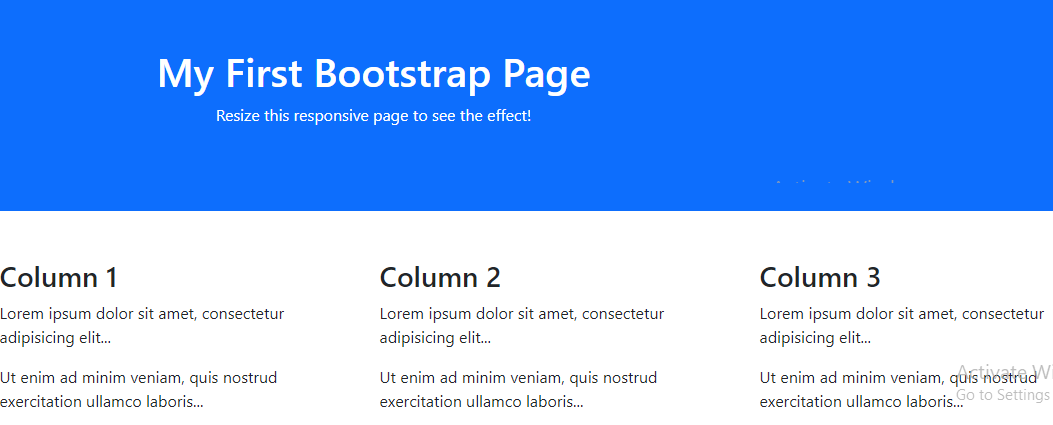 My First Bootstrap Page
Resize this responsive page to see the effect!
Column 1
Lorem ipsum dolor sit amet, consectetur
adipisicing elit...
Ut enim ad minim veniam, quis nostrud
exercitation ullamco laboris...
Column 2
Lorem ipsum dolor sit amet, consectetur
adipisicing elit...
Ut enim ad minim veniam, quis nostrud
exercitation ullamco laboris...
Column 3
Lorem ipsum dolor sit amet, consectetur
adipisicing elit...
Ut enim ad minim veniam, quis nostrud
exercitation ullamco laboris...
Activate Wi
Go to Settings